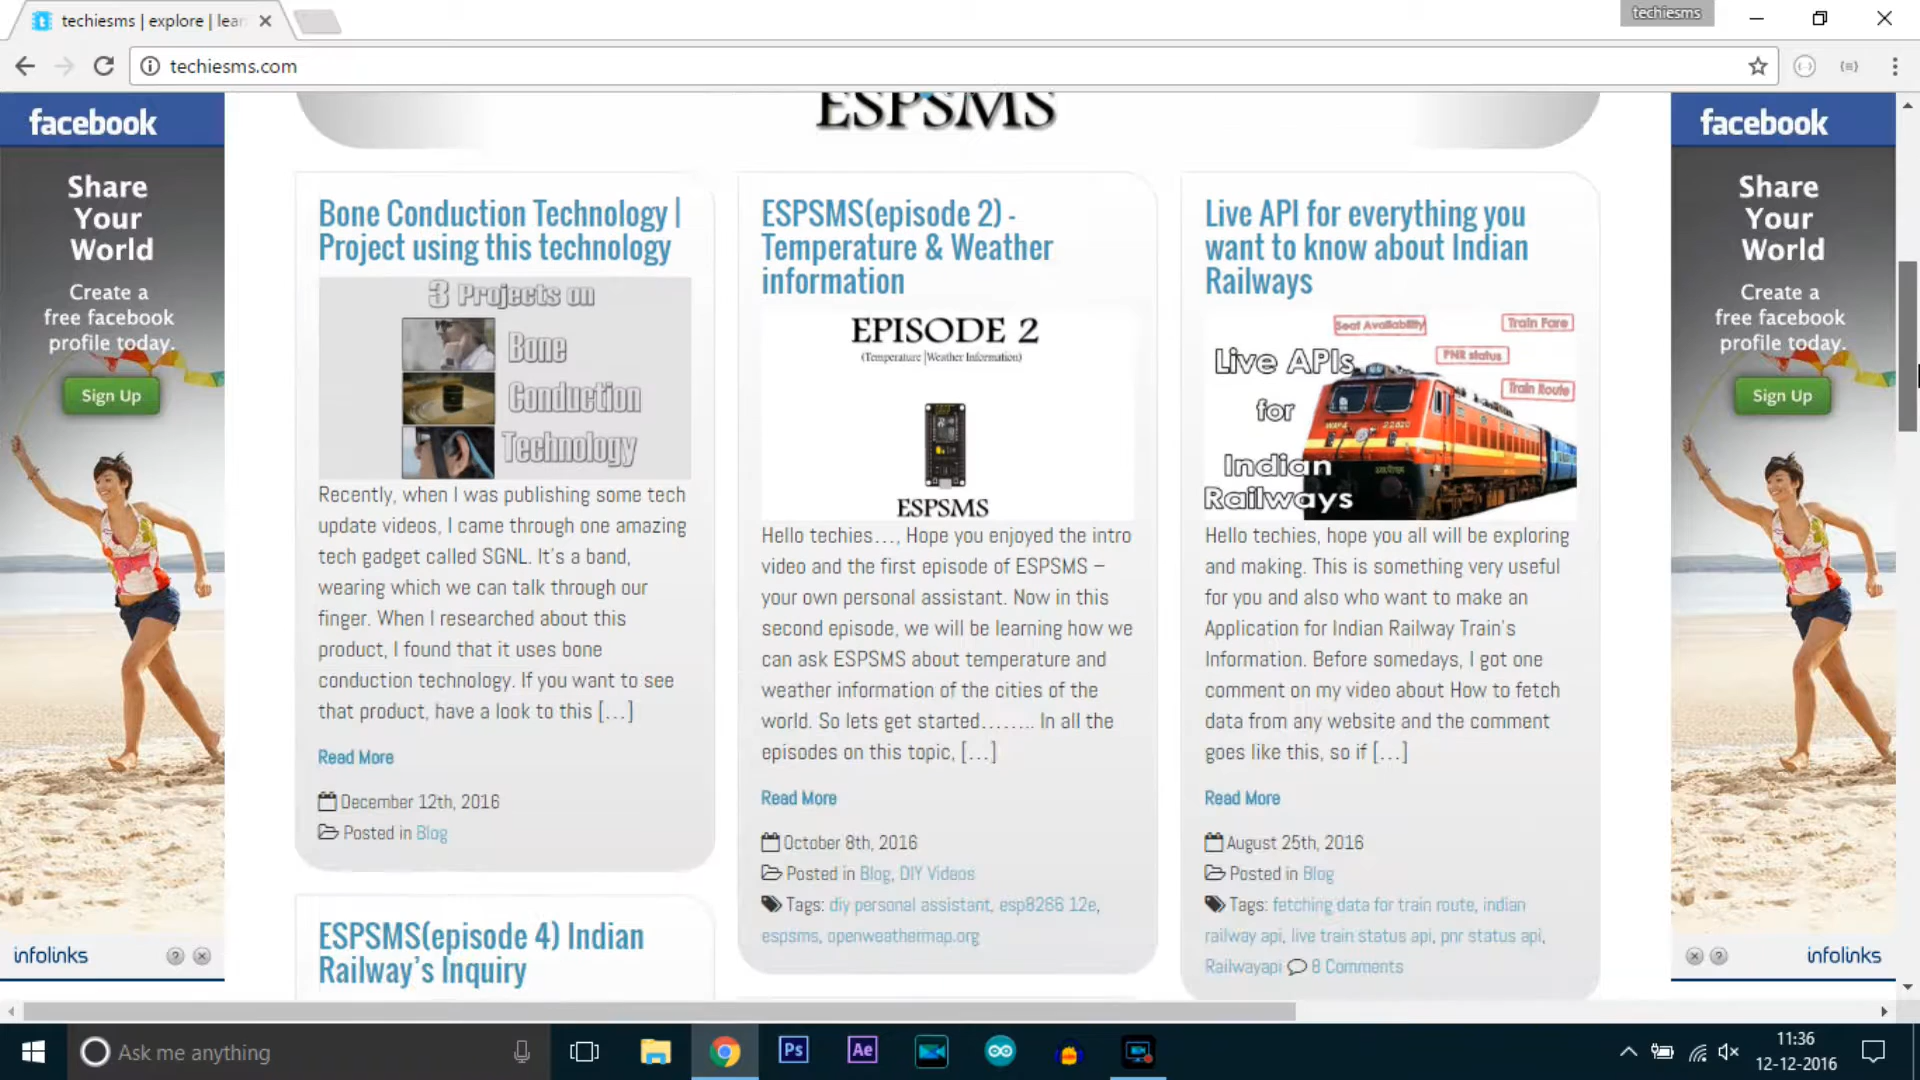 techiesms | explore | lear
techiesms
techiesms.com
facebook
Share
Your
World
Create a
free facebook
profile today.
Sign Up
infolinks
ESPSMS
Bone Conduction Technology |
Project using this technology
3 Projects on
Bone
Conduction
Technology
Recently, when I was publishing some tech
update videos, I came through one amazing
tech gadget called SGNL. It's a band,
wearing which we can talk through our
finger. When I researched about this
product, I found that it uses bone
conduction technology. If you want to see
that product, have a look to this [...]
Read More
December 12th, 2016
Posted in Blog
ESPSMS(episode 4) Indian
Railway's Inquiry
ESPSMS(episode 2) -
Temperature & Weather
information
EPISODE 2
(Temperature |Weather Information)
ESPSMS
Hello techies..., Hope you enjoyed the intro
video and the first episode of ESPSMS –
your own personal assistant. Now in this
second episode, we will be learning how we
can ask ESPSMS about temperature and
weather information of the cities of the
world. So lets get started........ In all the
episodes on this topic, [...]
Read More
October 8th, 2016
Posted in Blog, DIY Videos
Tags: diy personal assistant, esp8266 12e,
espsms, openweathermap.org
Live API for everything you
want to know about Indian
Railways
Seat Availability
Train Fare
PNR status
Train Route
Live APIs
for
Indian
Railways
WAP4 22620
Hello techies, hope you all will be exploring
and making. This is something very useful
for you and also who want to make an
Application for Indian Railway Train's
Information. Before somedays, I got one
comment on my video about How to fetch
data from any website and the comment
goes like this, so if [...]
Read More
August 25th, 2016
Posted in Blog
Tags: fetching data for train route, indian
railway api, live train status api, pnr status api,
Railwayapi 8 Comments
facebook
Share
Your
World
Create a
free facebook
profile today.
Sign Up
infolinks
Ask me anything
Ps
Ae
11:36
12-12-2016